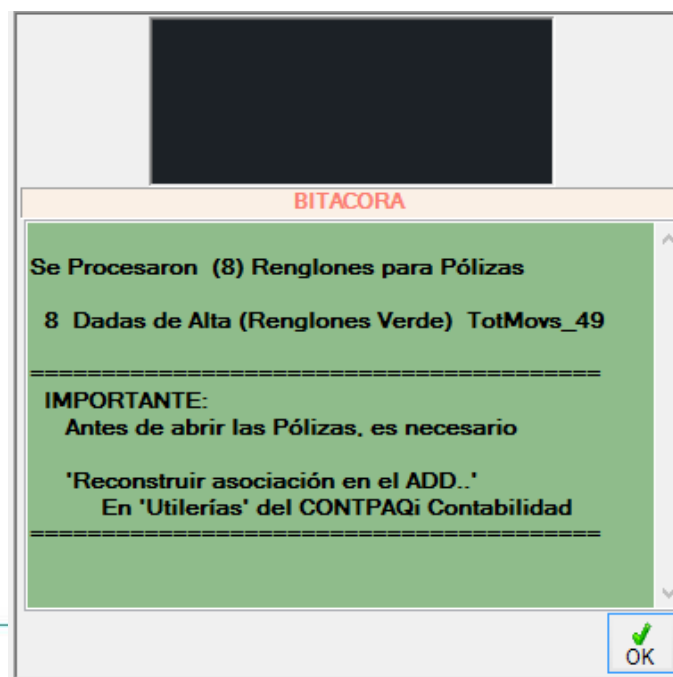 BITACORA
Se Procesaron (8) Renglones para Pólizas
8 Dadas de Alta (Renglones Verde) TotMovs_49
=========================================
IMPORTANTE:
Antes de abrir las Pólizas, es necesario
'Reconstruir asociación en el ADD..'
En 'Utilerías' del CONTPAQi Contabilidad
=========================================
OK